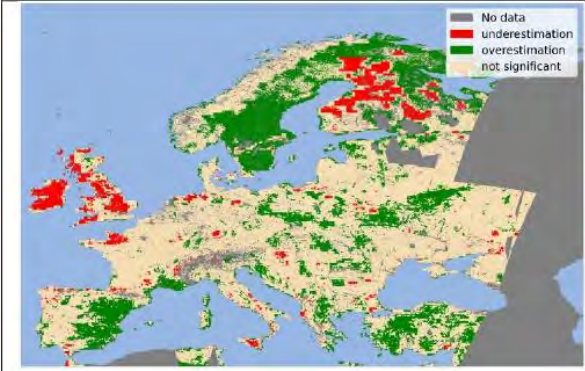 No data
underestimation
overestimation
not significant